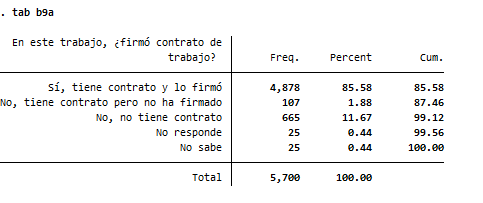 . tab b9a
En este trabajo, ¿firmó contrato de
trabajo? Freq. Percent Cum.
Sí, tiene contrato y lo firmó 4,878 85.58 85.58
No, tiene contrato pero no ha firmado 107 1.88 87.46
No, no tiene contrato 665 11.67 99.12
No responde 25 0.44 99.56
No sabe 25 0.44 100.00
Total 5,700 100.00